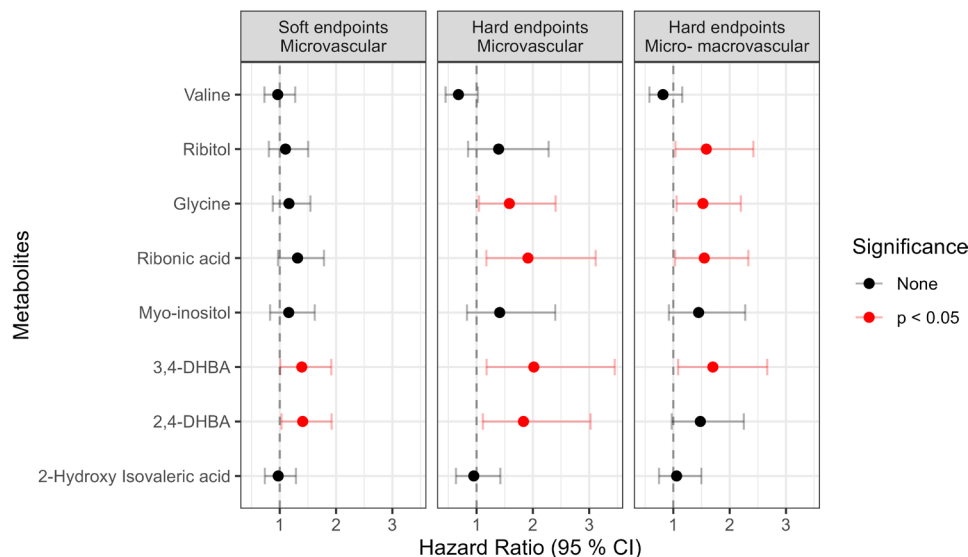 Soft endpoints
Microvascular
Hard endpoints
Microvascular
Hard endpoints
Micro- macrovascular
Metabolites
Valine
Ribitol
Glycine
Ribonic acid
Myo-inositol
3,4-DHBA
2,4-DHBA
2-Hydroxy Isovaleric acid
1 2 3
1 2 3
1 2 3
Hazard Ratio (95 % CI)
Significance
None
p < 0.05